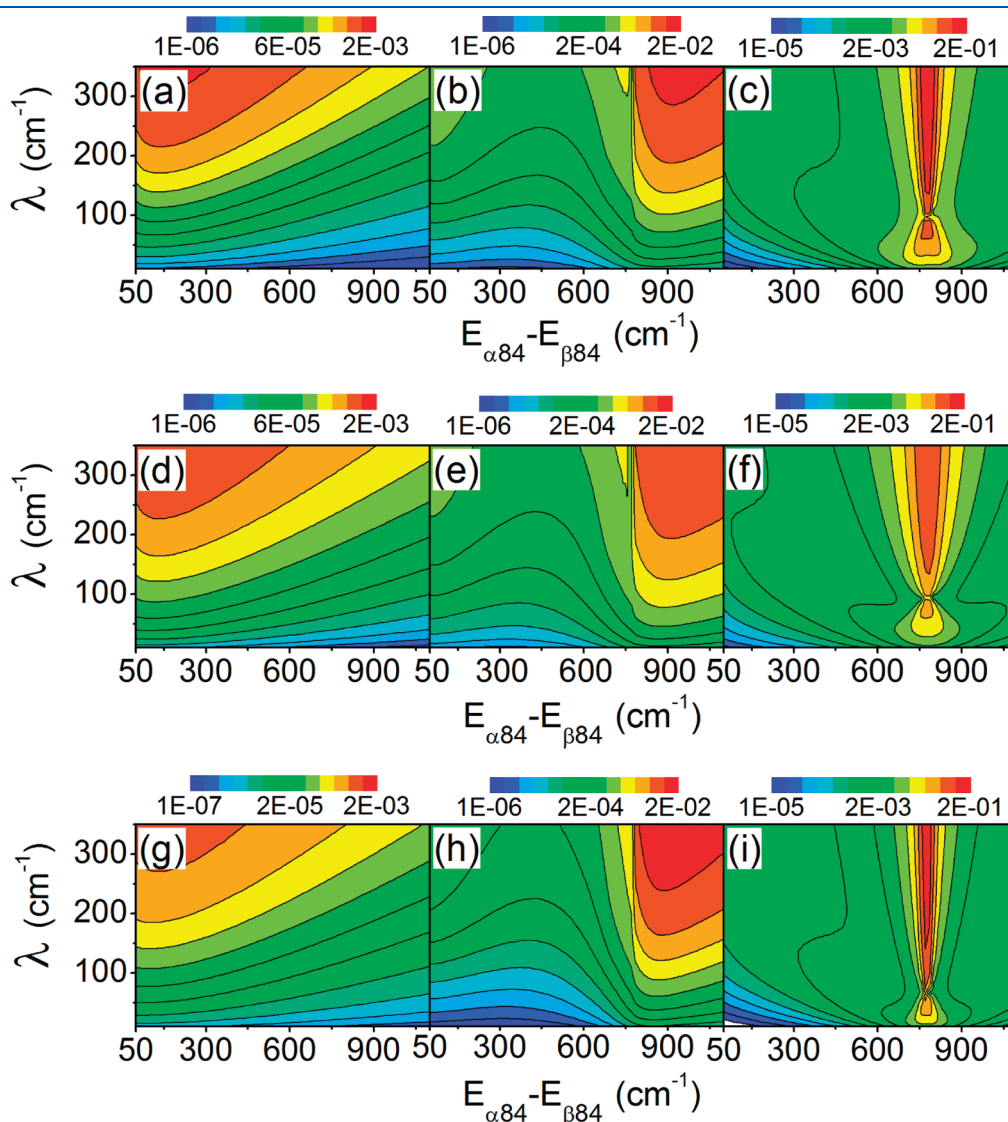 1E-06 6E-05 2E-03 1E-06 2E-04 2E-02 1E-05 2E-03 2E-01
(a) (b) (c)
300
200
100
λ (cm⁻¹)
50 300 600 900 50 300 600 900 50 300 600 900
E_α84-E_β84 (cm⁻¹)
1E-06 6E-05 2E-03 1E-06 2E-04 2E-02 1E-05 2E-03 2E-01
(d) (e) (f)
300
200
100
λ (cm⁻¹)
50 300 600 900 50 300 600 900 50 300 600 900
E_α84-E_β84 (cm⁻¹)
1E-07 2E-05 2E-03 1E-06 2E-04 2E-02 1E-05 2E-03 2E-01
(g) (h) (i)
300
200
100
λ (cm⁻¹)
50 300 600 900 50 300 600 900 50 300 600 900
E_α84-E_β84 (cm⁻¹)